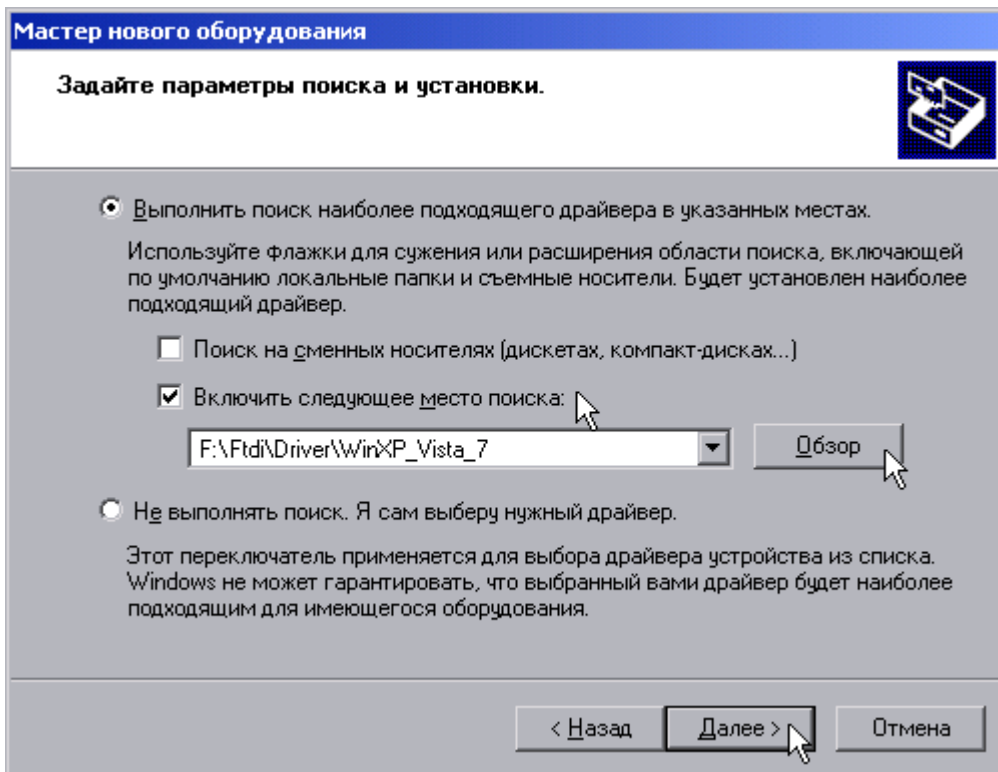 Мастер нового оборудования
Задайте параметры поиска и установки.
Выполнить поиск наиболее подходящего драйвера в указанных местах.
Используйте флажки для сужения или расширения области поиска, включающей
по умолчанию локальные папки и съемные носители. Будет установлен наиболее
подходящий драйвер.
Поиск на сменных носителях (дискетах, компакт-дисках...)
Включить следующее место поиска:
F:\Ftdi\Driver\WinXP_Vista_7
Обзор
Не выполнять поиск. Я сам выберу нужный драйвер.
Этот переключатель применяется для выбора драйвера устройства из списка.
Windows не может гарантировать, что выбранный вами драйвер будет наиболее
подходящим для имеющегося оборудования.
< Назад
Далее >
Отмена